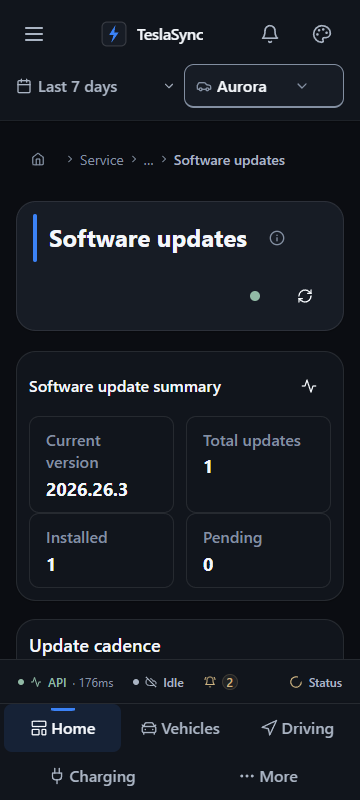 TeslaSync
Last 7 days
Aurora
Service
...
Software updates
Software updates
Software update summary
Current version
2026.26.3
Total updates
1
Installed
1
Pending
0
Update cadence
API · 176ms
Idle
2
Status
Home
Vehicles
Driving
Charging
More